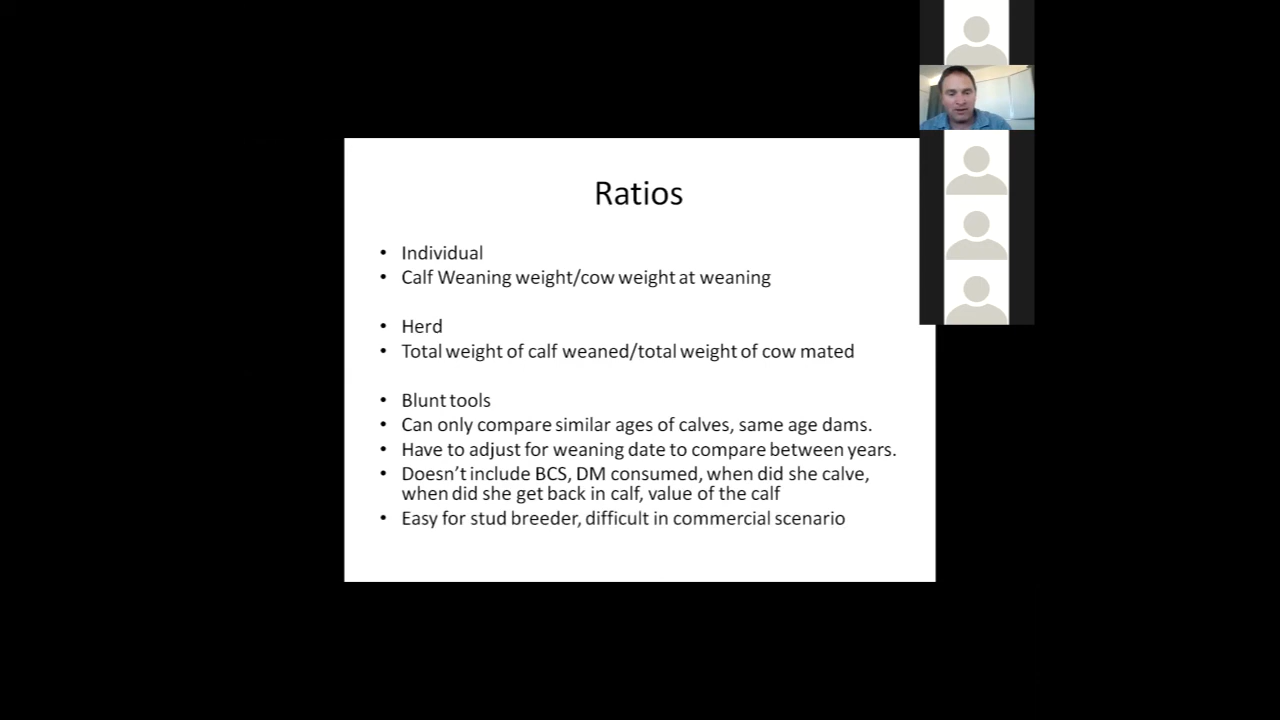 Ratios
• Individual
• Calf Weaning weight/cow weight at weaning
• Herd
• Total weight of calf weaned/total weight of cow mated
• Blunt tools
• Can only compare similar ages of calves, same age dams.
• Have to adjust for weaning date to compare between years.
• Doesn’t include BCS, DM consumed, when did she calve,
when did she get back in calf, value of the calf
• Easy for stud breeder, difficult in commercial scenario